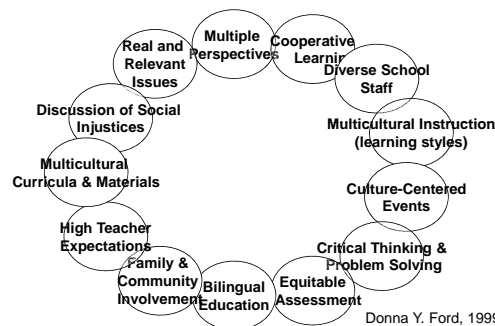 Multiple
Perspectives
Cooperative
Learning
Diverse School
Staff
Multicultural Instruction
(learning styles)
Culture-Centered
Events
Critical Thinking &
Problem Solving
Equitable
Assessment
Bilingual
Education
Family &
Community
Involvement
High Teacher
Expectations
Multicultural
Curricula & Materials
Discussion of Social
Injustices
Real and
Relevant
Issues
Donna Y. Ford, 1999